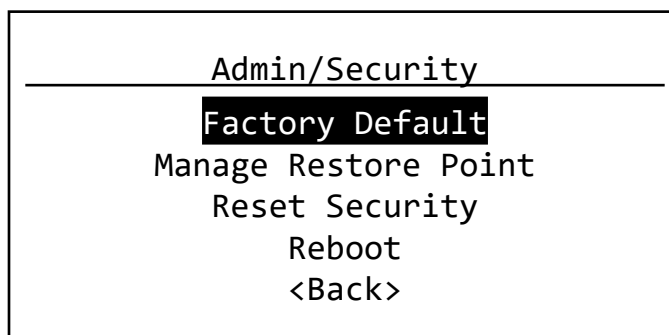 Admin/Security
Factory Default
Manage Restore Point
Reset Security
Reboot
<Back>